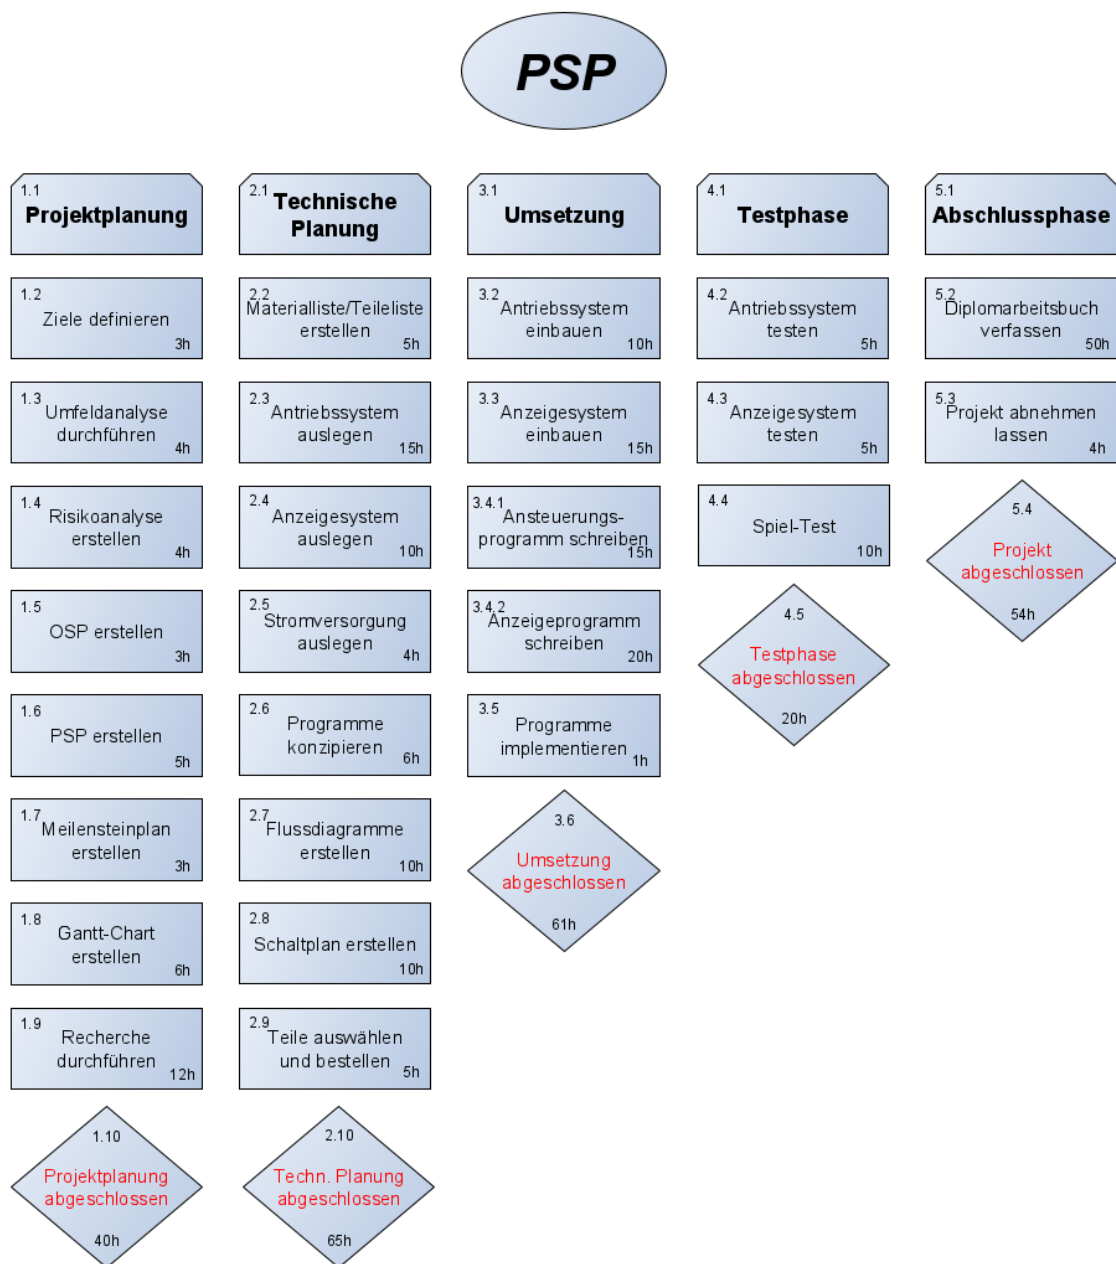 PSP
1.1
Projektplanung
1.2
Ziele definieren
3h
1.3
Umfeldanalyse
durchführen
4h
1.4
Risikoanalyse
erstellen
4h
1.5
OSP erstellen
3h
1.6
PSP erstellen
5h
1.7
Meilensteinplan
erstellen
3h
1.8
Gantt-Chart
erstellen
6h
1.9
Recherche
durchführen
12h
1.10
Projektplanung
abgeschlossen
40h
2.1
Technische
Planung
2.2
Materialliste/Teileliste
erstellen
5h
2.3
Antriebssystem
auslegen
15h
2.4
Anzeigesystem
auslegen
10h
2.5
Stromversorgung
auslegen
4h
2.6
Programme
konzipieren
6h
2.7
Flussdiagramme
erstellen
10h
2.8
Schaltplan erstellen
10h
2.9
Teile auswählen
und bestellen
5h
2.10
Techn. Planung
abgeschlossen
65h
3.1
Umsetzung
3.2
Antriebssystem
einbauen
10h
3.3
Anzeigesystem
einbauen
15h
3.4.1
Ansteuerungs-
programm schreiben
15h
3.4.2
Anzeigeprogramm
schreiben
20h
3.5
Programme
implementieren
1h
3.6
Umsetzung
abgeschlossen
61h
4.1
Testphase
4.2
Antriebssystem
testen
5h
4.3
Anzeigesystem
testen
5h
4.4
Spiel-Test
10h
4.5
Testphase
abgeschlossen
20h
5.1
Abschlussphase
5.2
Diplomarbeitsbuch
verfassen
50h
5.3
Projekt abnehmen
lassen
4h
5.4
Projekt
abgeschlossen
54h